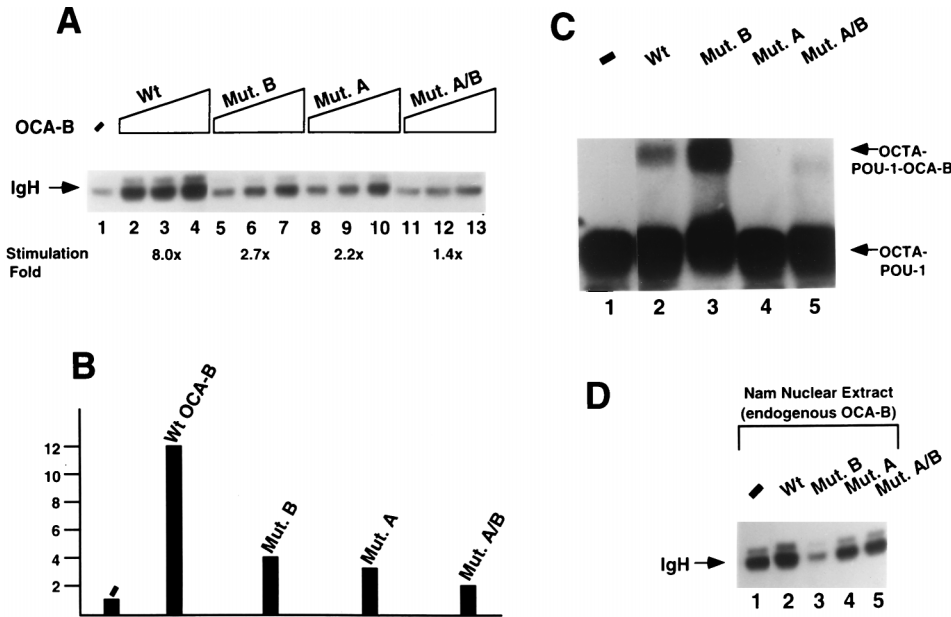 A
Wt
Mut. B
Mut. A
Mut. A/B
OCA-B
-
IgH
1 2 3 4 5 6 7 8 9 10 11 12 13
Stimulation
Fold
8.0x 2.7x 2.2x 1.4x
B
12
10
8
6
4
2
-
Wt OCA-B
Mut. B
Mut. A
Mut. A/B
C
-
Wt
Mut. B
Mut. A
Mut. A/B
OCTA-
POU-1-OCA-B
OCTA-
POU-1
1 2 3 4 5
D
Nam Nuclear Extract
(endogenous OCA-B)
-
Wt
Mut. B
Mut. A
Mut. A/B
IgH
1 2 3 4 5